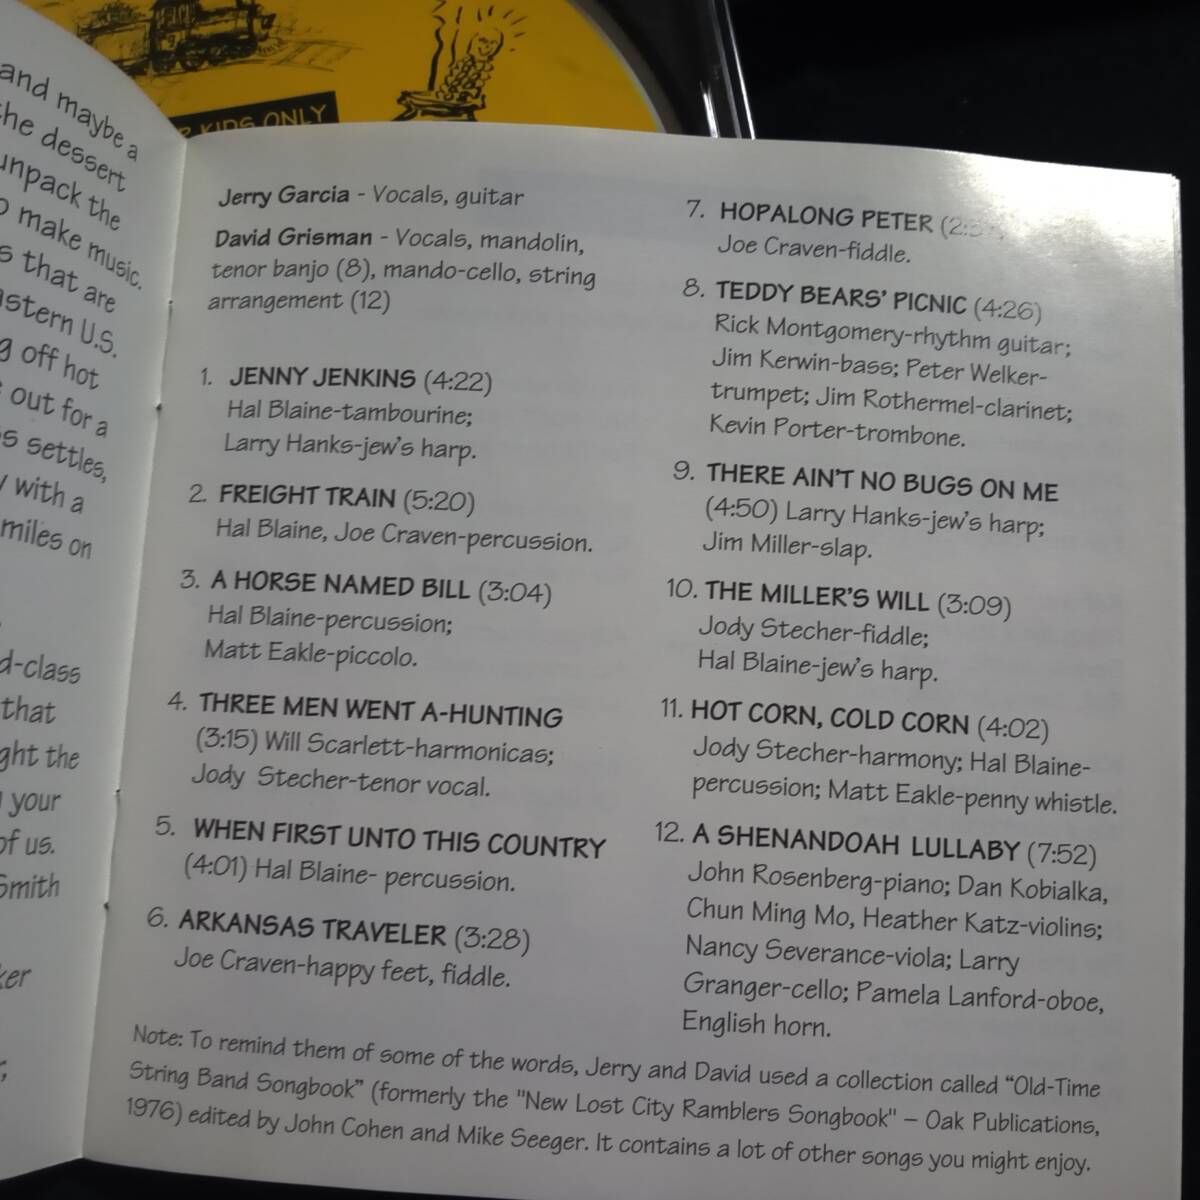 KIDS ONLY
and maybe a
the dessert
unpack the
make music.
s that are
astern U.S.
g off hot
out for a
s settles,
with a
miles on
d-class
that
ght the
your
of us.
Smith
ker
Jerry Garcia - Vocals, guitar
David Grisman - Vocals, mandolin,
tenor banjo (8), mando-cello, string
arrangement (12)
1. JENNY JENKINS (4:22)
Hal Blaine-tambourine;
Larry Hanks-jew's harp.
2. FREIGHT TRAIN (5:20)
Hal Blaine, Joe Craven-percussion.
3. A HORSE NAMED BILL (3:04)
Hal Blaine-percussion;
Matt Eakle-piccolo.
4. THREE MEN WENT A-HUNTING
(3:15) Will Scarlett-harmonicas;
Jody Stecher-tenor vocal.
5. WHEN FIRST UNTO THIS COUNTRY
(4:01) Hal Blaine- percussion.
6. ARKANSAS TRAVELER (3:28)
Joe Craven-happy feet, fiddle.
7. HOPALONG PETER
Joe Craven-fiddle.
8. TEDDY BEARS' PICNIC (4:26)
Rick Montgomery-rhythm guitar;
Jim Kerwin-bass; Peter Welker-
trumpet; Jim Rothermel-clarinet;
Kevin Porter-trombone.
9. THERE AIN'T NO BUGS ON ME
(4:50) Larry Hanks-jew's harp;
Jim Miller-slap.
10. THE MILLER'S WILL (3:09)
Jody Stecher-fiddle;
Hal Blaine-jew's harp.
11. HOT CORN, COLD CORN (4:02)
Jody Stecher-harmony; Hal Blaine-
percussion; Matt Eakle-penny whistle.
12. A SHENANDOAH LULLABY (7:52)
John Rosenberg-piano; Dan Kobialka,
Chun Ming Mo, Heather Katz-violins;
Nancy Severance-viola; Larry
Granger-cello; Pamela Lanford-oboe,
English horn.
Note: To remind them of some of the words, Jerry and David used a collection called “Old-Time
String Band Songbook” (formerly the "New Lost City Ramblers Songbook" – Oak Publications,
1976) edited by John Cohen and Mike Seeger. It contains a lot of other songs you might enjoy.